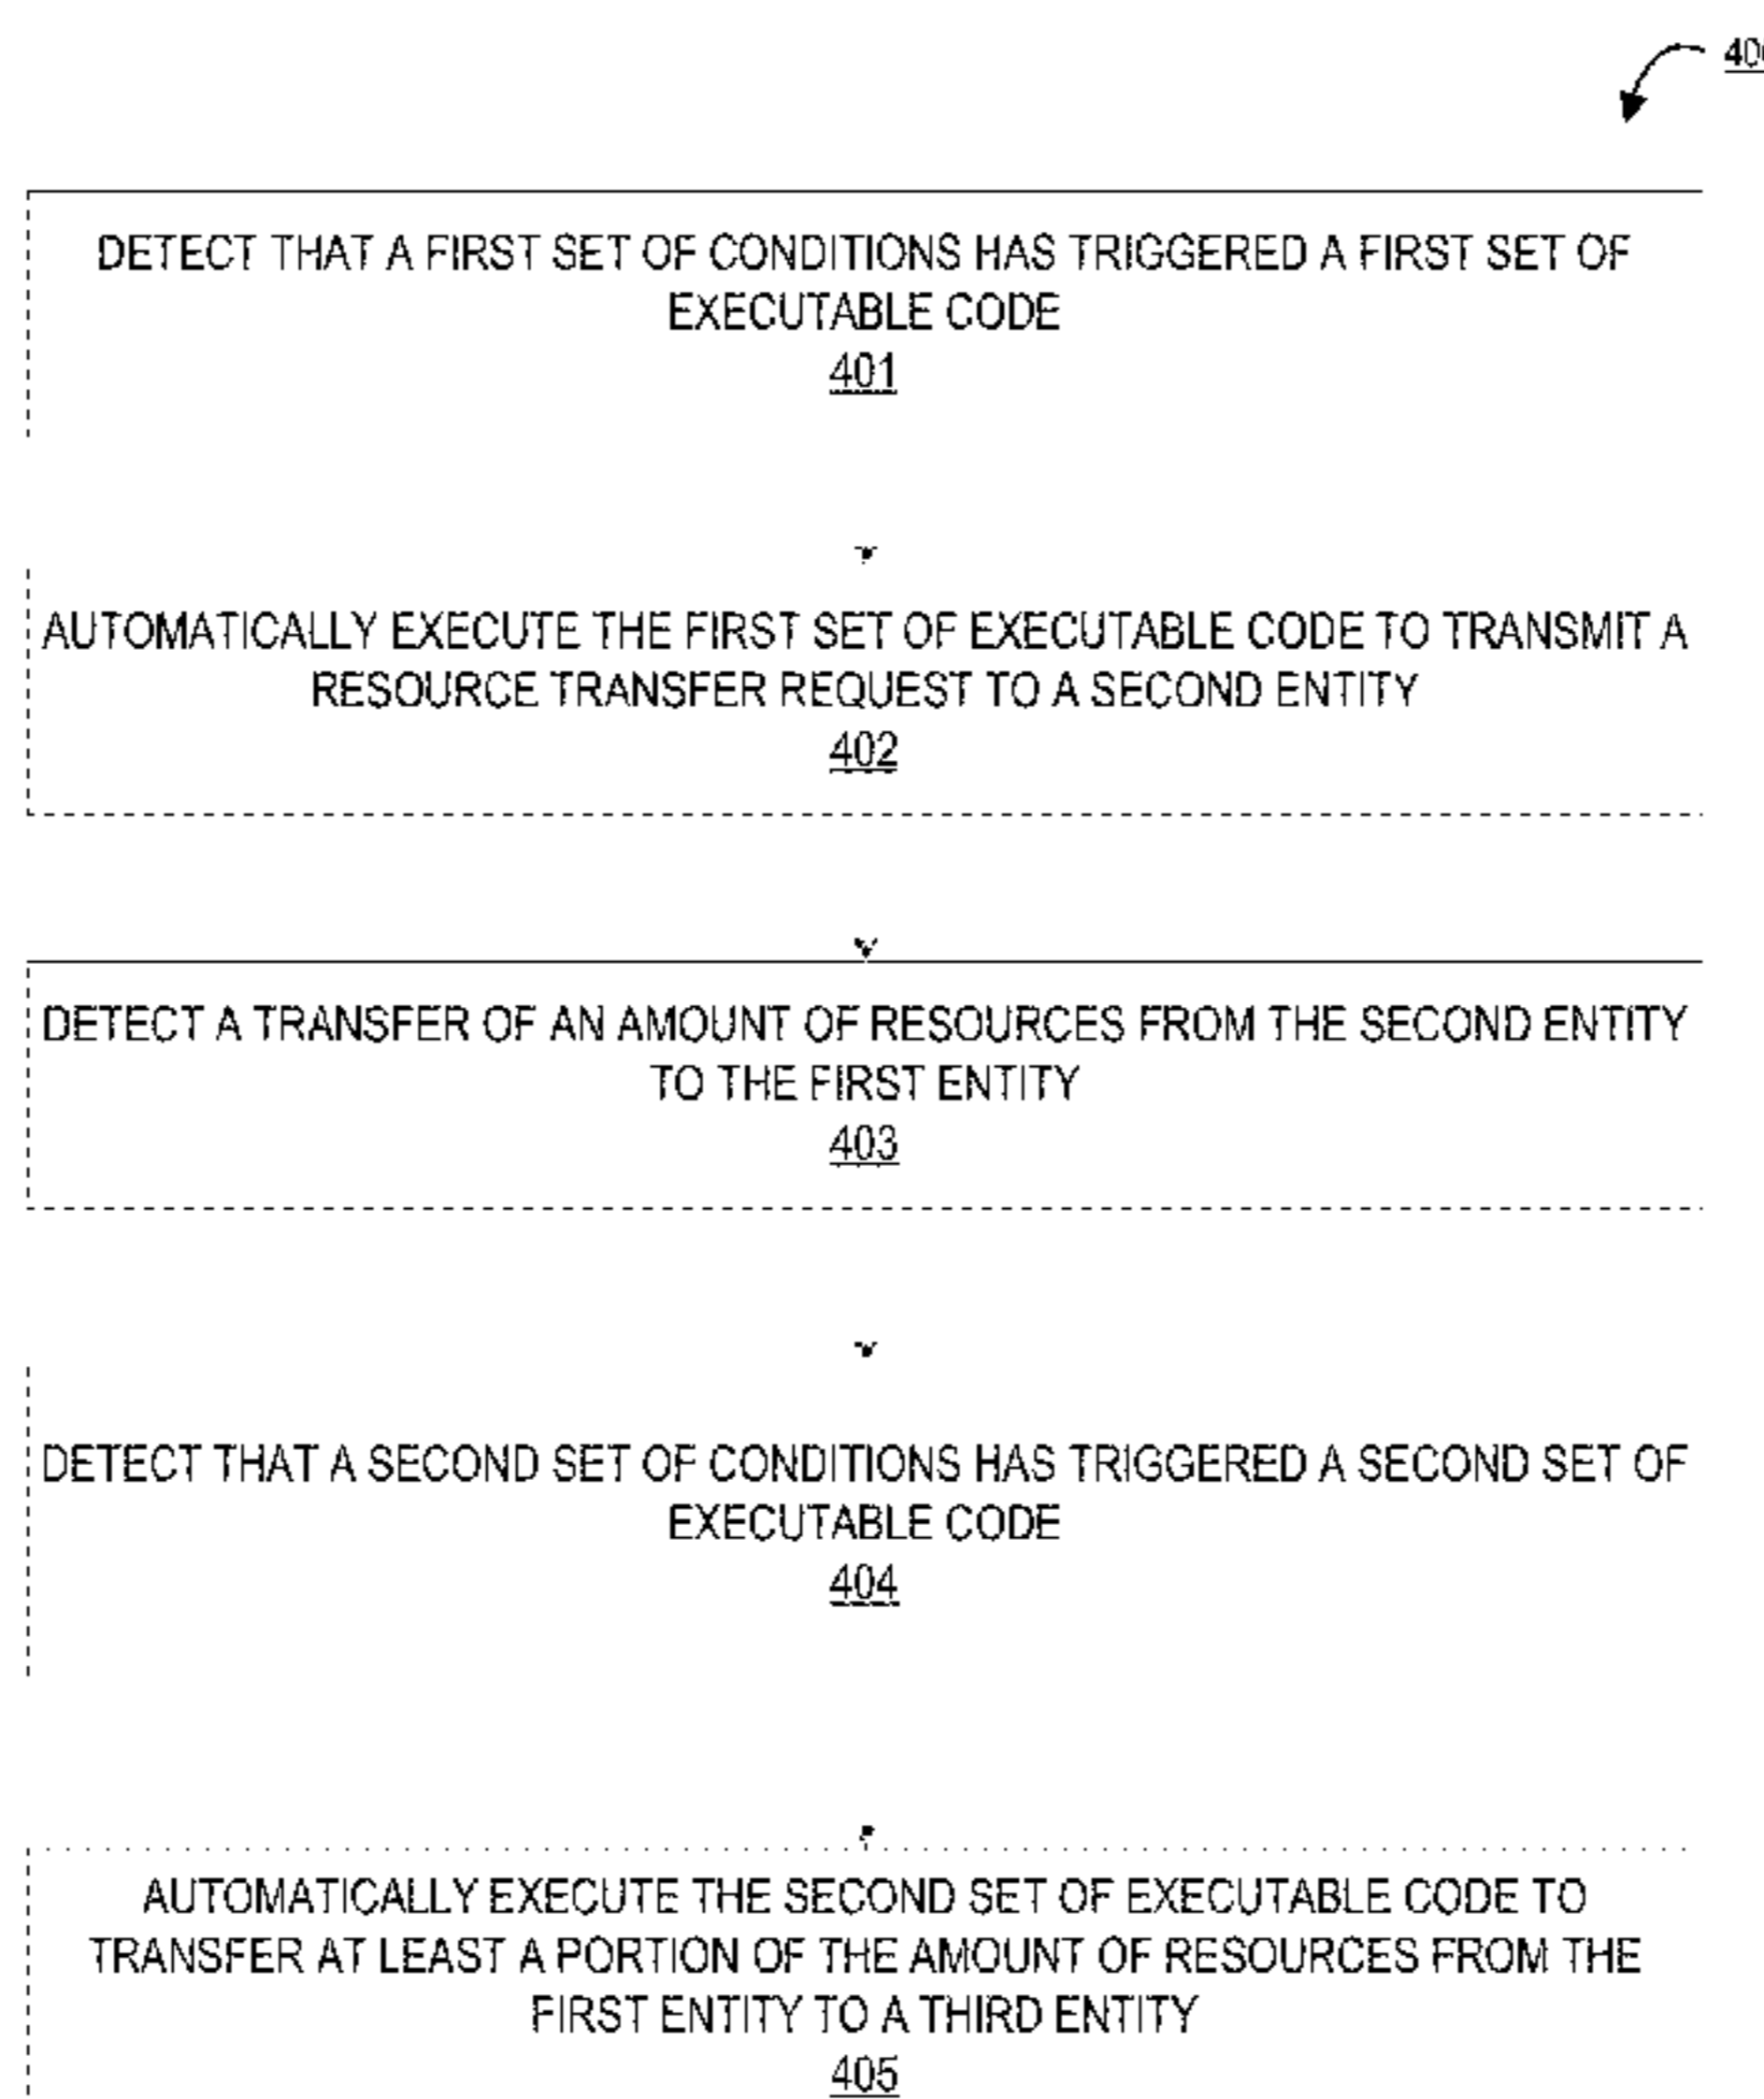 DETECT THAT A FIRST SET OF CONDITIONS HAS TRIGGERED A FIRST SET OF
EXECUTABLE CODE
401
AUTOMATICALLY EXECUTE THE FIRST SET OF EXECUTABLE CODE TO TRANSMIT A
RESOURCE TRANSFER REQUEST TO A SECOND ENTITY
402
DETECT A TRANSFER OF AN AMOUNT OF RESOURCES FROM THE SECOND ENTITY
TO THE FIRST ENTITY
403
DETECT THAT A SECOND SET OF CONDITIONS HAS TRIGGERED A SECOND SET OF
EXECUTABLE CODE
404
AUTOMATICALLY EXECUTE THE SECOND SET OF EXECUTABLE CODE TO
TRANSFER AT LEAST A PORTION OF THE AMOUNT OF RESOURCES FROM THE
FIRST ENTITY TO A THIRD ENTITY
405